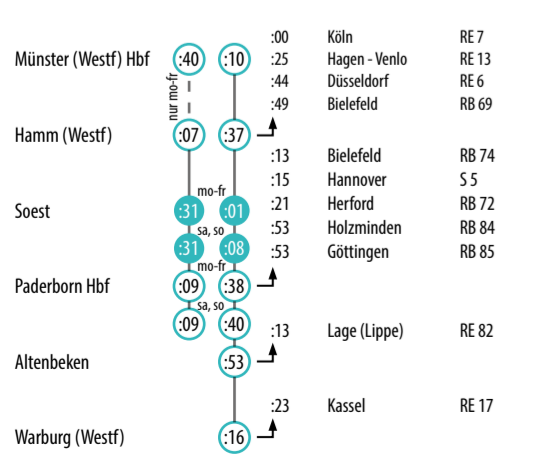 :00 Köln RE 7
Münster (Westf) Hbf :40 :10 :25 Hagen - Venlo RE 13
:44 Düsseldorf RE 6
nur mo-fr
:49 Bielefeld RB 69
Hamm (Westf) :07 :37
:13 Bielefeld RB 74
:15 Hannover S 5
mo-fr
:21 Herford RB 72
Soest :31 :01
sa, so
:53 Holzminden RB 84
:31 :08 :53 Göttingen RB 85
mo-fr
Paderborn Hbf :09 :38
sa, so
:09 :40
:13 Lage (Lippe) RE 82
Altenbeken :53
:23 Kassel RE 17
Warburg (Westf) :16